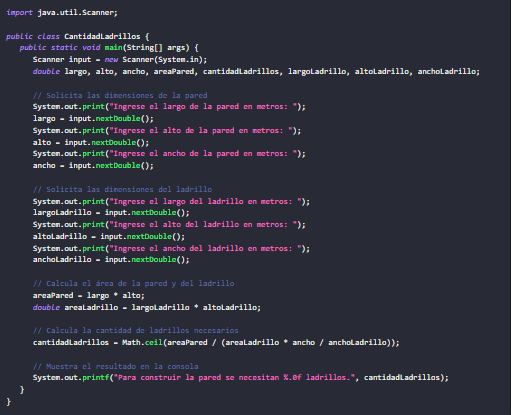 import java.util.Scanner;
public class CantidadLadrillos {
public static void main(String[] args) {
Scanner input = new Scanner(System.in);
double largo, alto, ancho, areaPared, cantidadLadrillos, largoLadrillo, altoLadrillo, anchoLadrillo;
// Solicita las dimensiones de la pared
System.out.print("Ingrese el largo de la pared en metros: ");
largo = input.nextDouble();
System.out.print("Ingrese el alto de la pared en metros: ");
alto = input.nextDouble();
System.out.print("Ingrese el ancho de la pared en metros: ");
ancho = input.nextDouble();
// Solicita las dimensiones del ladrillo
System.out.print("Ingrese el largo del ladrillo en metros: ");
largoLadrillo = input.nextDouble();
System.out.print("Ingrese el alto del ladrillo en metros: ");
altoLadrillo = input.nextDouble();
System.out.print("Ingrese el ancho del ladrillo en metros: ");
anchoLadrillo = input.nextDouble();
// Calcula el área de la pared y del ladrillo
areaPared = largo * alto;
double areaLadrillo = largoLadrillo * altoLadrillo;
// Calcula la cantidad de ladrillos necesarios
cantidadLadrillos = Math.ceil(areaPared / (areaLadrillo * ancho / anchoLadrillo));
// Muestra el resultado en la consola
System.out.printf("Para construir la pared se necesitan %.0f ladrillos.", cantidadLadrillos);
}
}